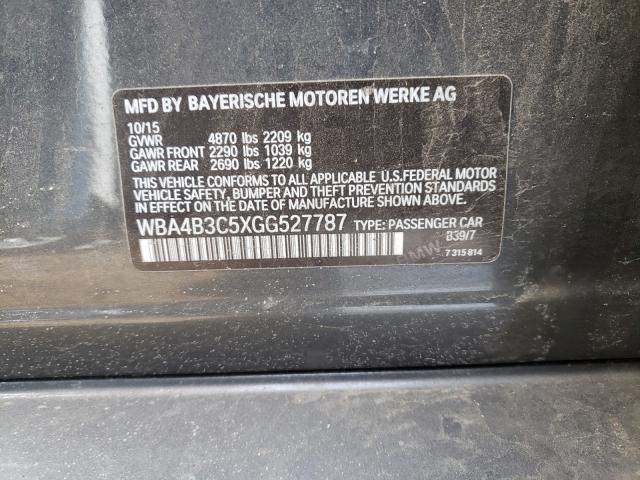 MFD BY BAYERISCHE MOTOREN WERKE AG
10/15
GVWR 4870 lbs 2209 kg
GAWR FRONT 2290 lbs 1039 kg
GAWR REAR 2690 lbs 1220 kg
THIS VEHICLE CONFORMS TO ALL APPLICABLE U.S.FEDERAL MOTOR
VEHICLE SAFETY, BUMPER AND THEFT PREVENTION STANDARDS
IN EFFECT ON THE DATE OF MANUFACTURE SHOWN ABOVE.
WBA4B3C5XGG527787 TYPE: PASSENGER CAR
B39/7
BMW
7 315 814